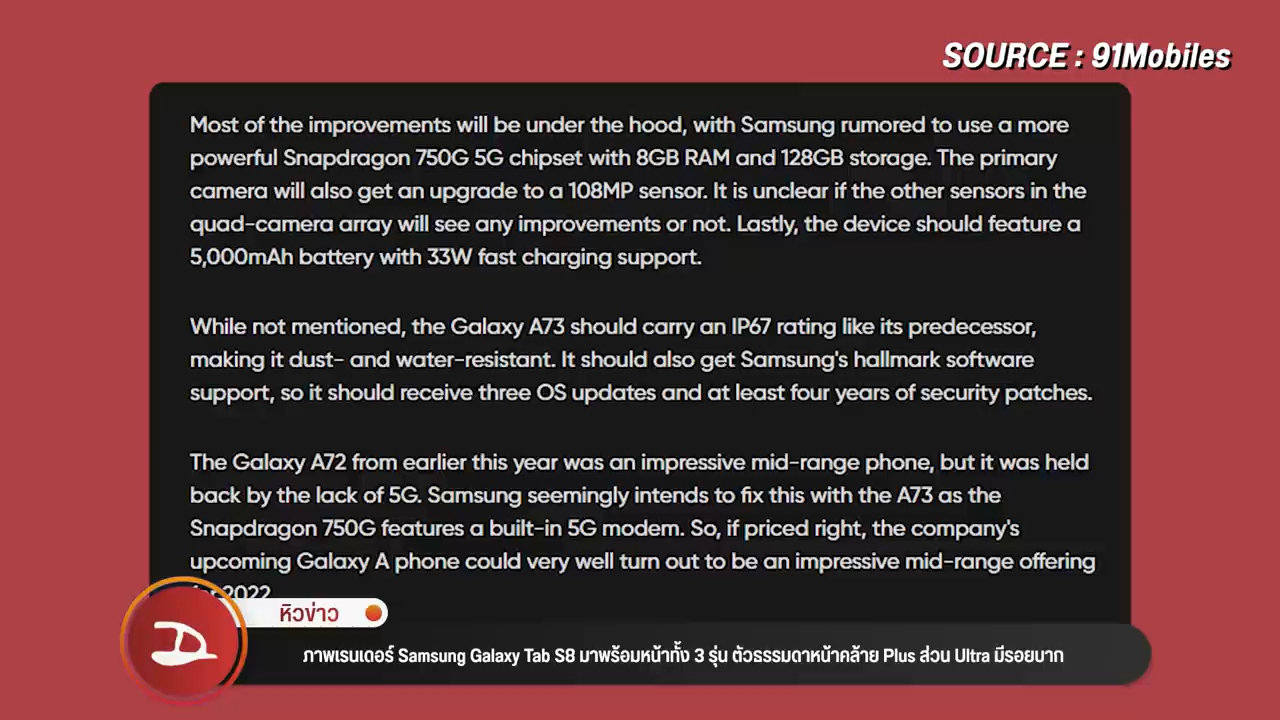 SOURCE : 91Mobiles
Most of the improvements will be under the hood, with Samsung rumored to use a more
powerful Snapdragon 750G 5G chipset with 8GB RAM and 128GB storage. The primary
camera will also get an upgrade to a 108MP sensor. It is unclear if the other sensors in the
quad-camera array will see any improvements or not. Lastly, the device should feature a
5,000mAh battery with 33W fast charging support.
While not mentioned, the Galaxy A73 should carry an IP67 rating like its predecessor,
making it dust- and water-resistant. It should also get Samsung's hallmark software
support, so it should receive three OS updates and at least four years of security patches.
The Galaxy A72 from earlier this year was an impressive mid-range phone, but it was held
back by the lack of 5G. Samsung seemingly intends to fix this with the A73 as the
Snapdragon 750G features a built-in 5G modem. So, if priced right, the company's
upcoming Galaxy A phone could very well turn out to be an impressive mid-range offering
2022
หิวข่าว
ภาพเรนเดอร์ Samsung Galaxy Tab S8 มาพร้อมหน้าทั้ง 3 รุ่น ตัวธรรมดาหน้าคล้าย Plus ส่วน Ultra มีรอยบาก